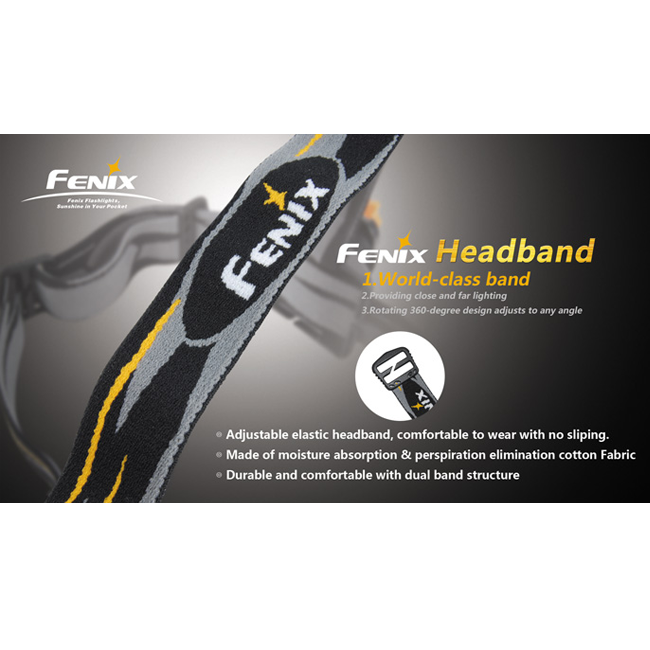 FENIX
Fenix Flashlights,
Sunshine in Your Pocket
FENIX
FENIX Headband
1.World-class band
2.Providing close and far lighting
3.Rotating 360-degree design adjusts to any angle
NIX
Adjustable elastic headband, comfortable to wear with no sliping.
Made of moisture absorption & perspiration elimination cotton Fabric
Durable and comfortable with dual band structure